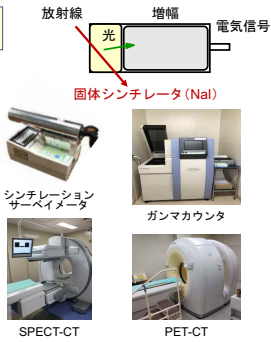 放射線
増幅
電気信号
光
固体シンチレータ(NaI)
シンチレーション
サーベイメータ
ガンマカウンタ
SPECT-CT
PET-CT